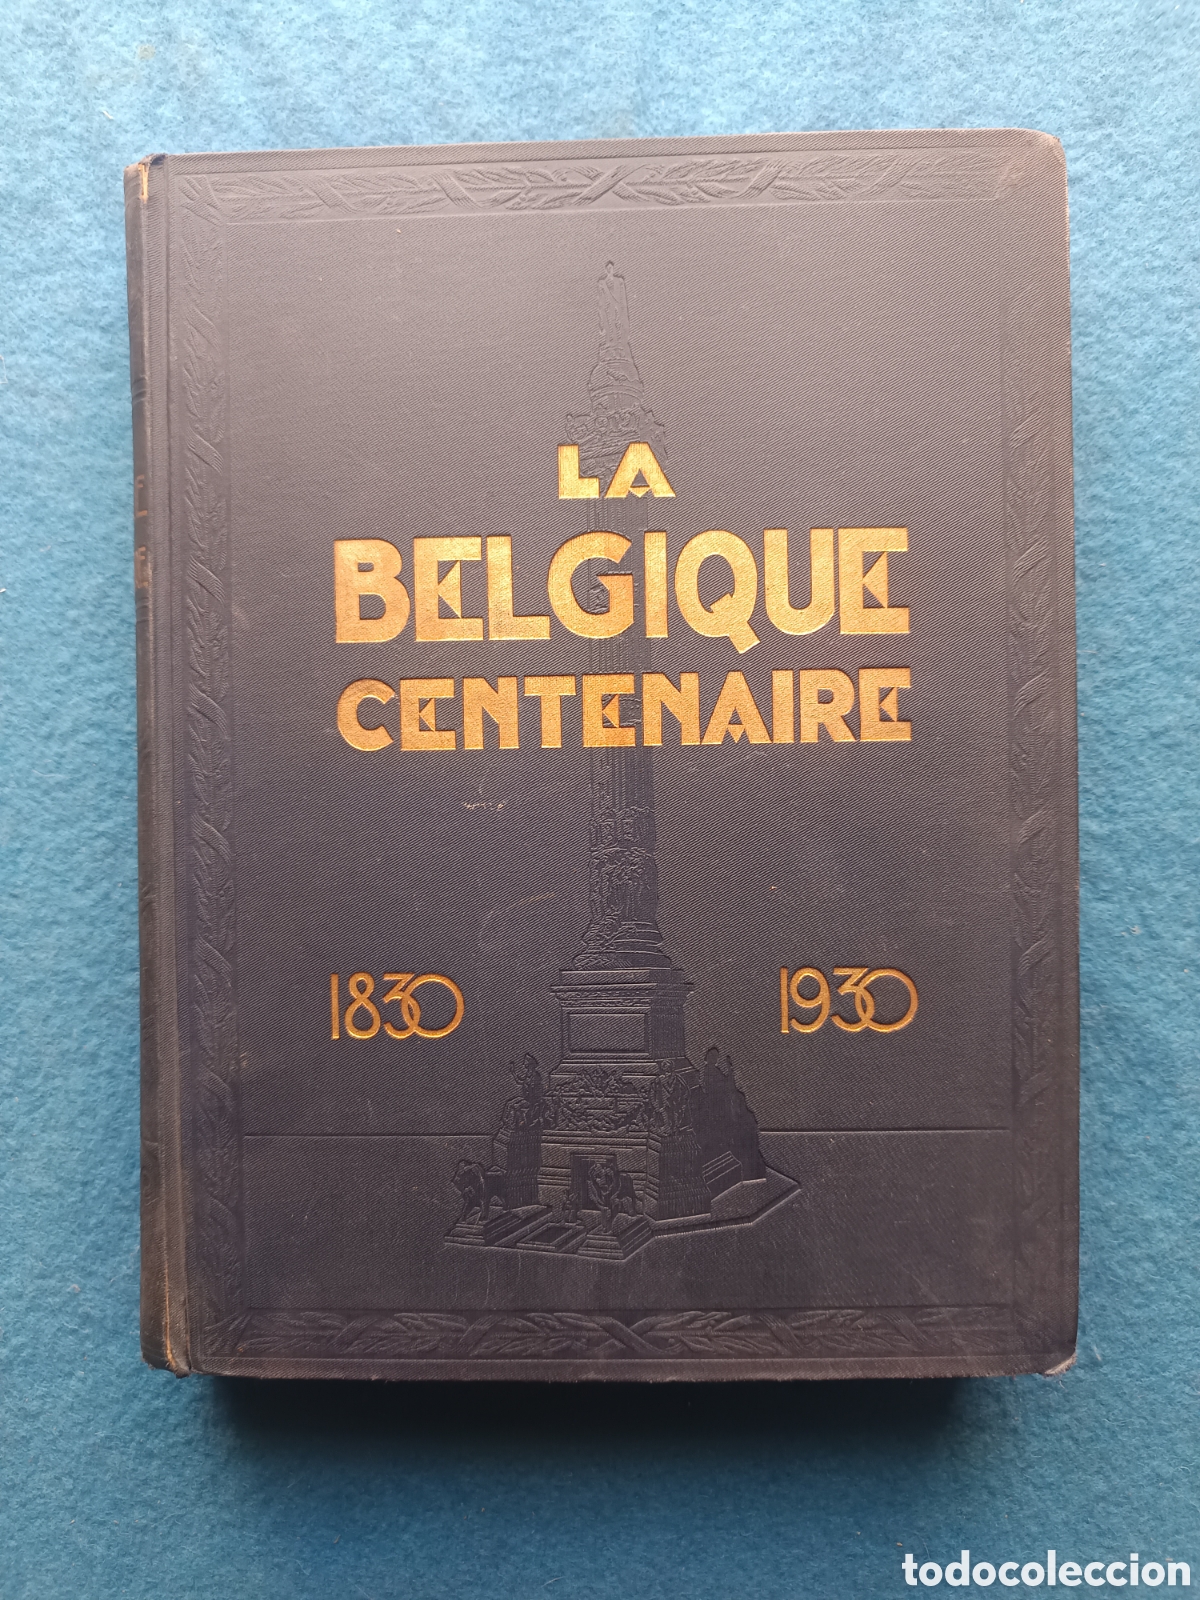 LA
BELGIQUE
CENTENAIRE
1830
1930
todocoleccion